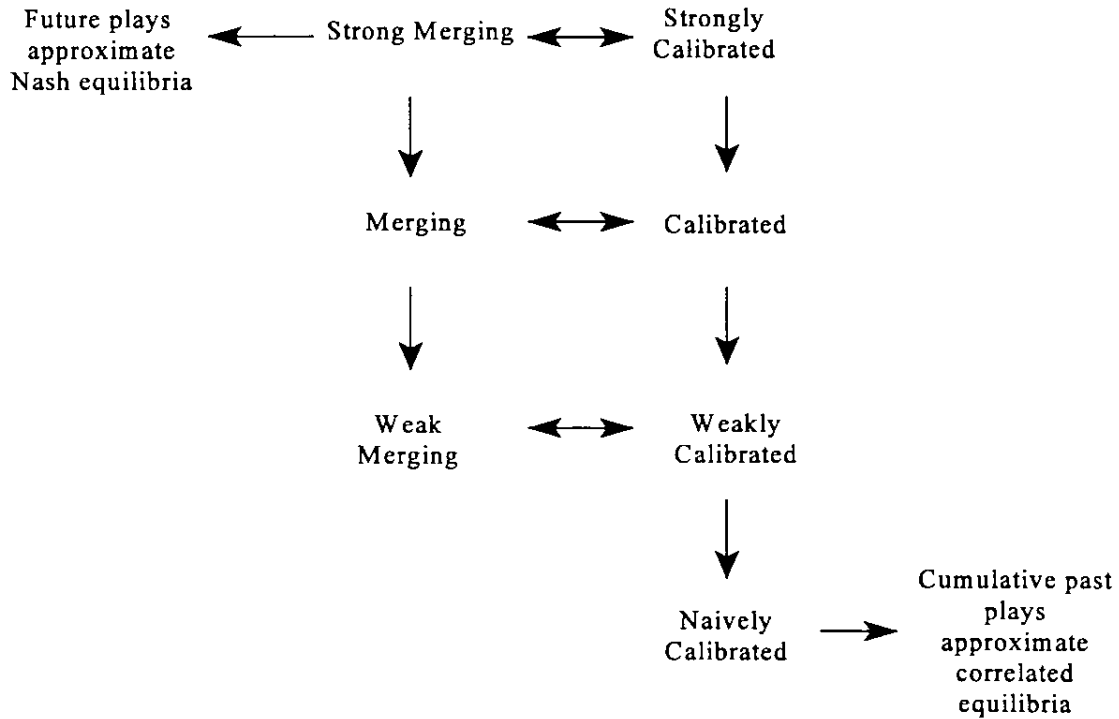 Future plays
approximate
Nash equilibria
Strong Merging
Strongly
Calibrated
Merging
Calibrated
Weak
Merging
Weakly
Calibrated
Naively
Calibrated
Cumulative past
plays
approximate
correlated
equilibria